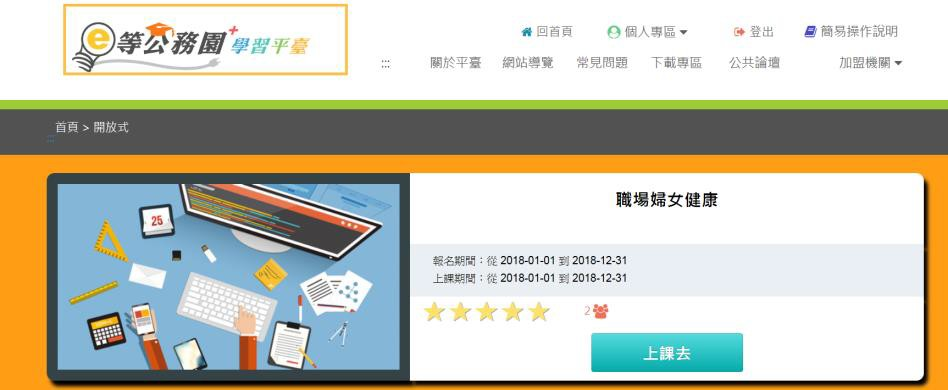 e等公務園+學習平臺
回首頁 個人專區 登出 簡易操作說明
::: 關於平臺 網站導覽 常見問題 下載專區 公共論壇 加盟機關
::: 首頁 > 開放式
25
職場婦女健康
報名期間：從 2018-01-01 到 2018-12-31
上課期間：從 2018-01-01 到 2018-12-31
2
上課去